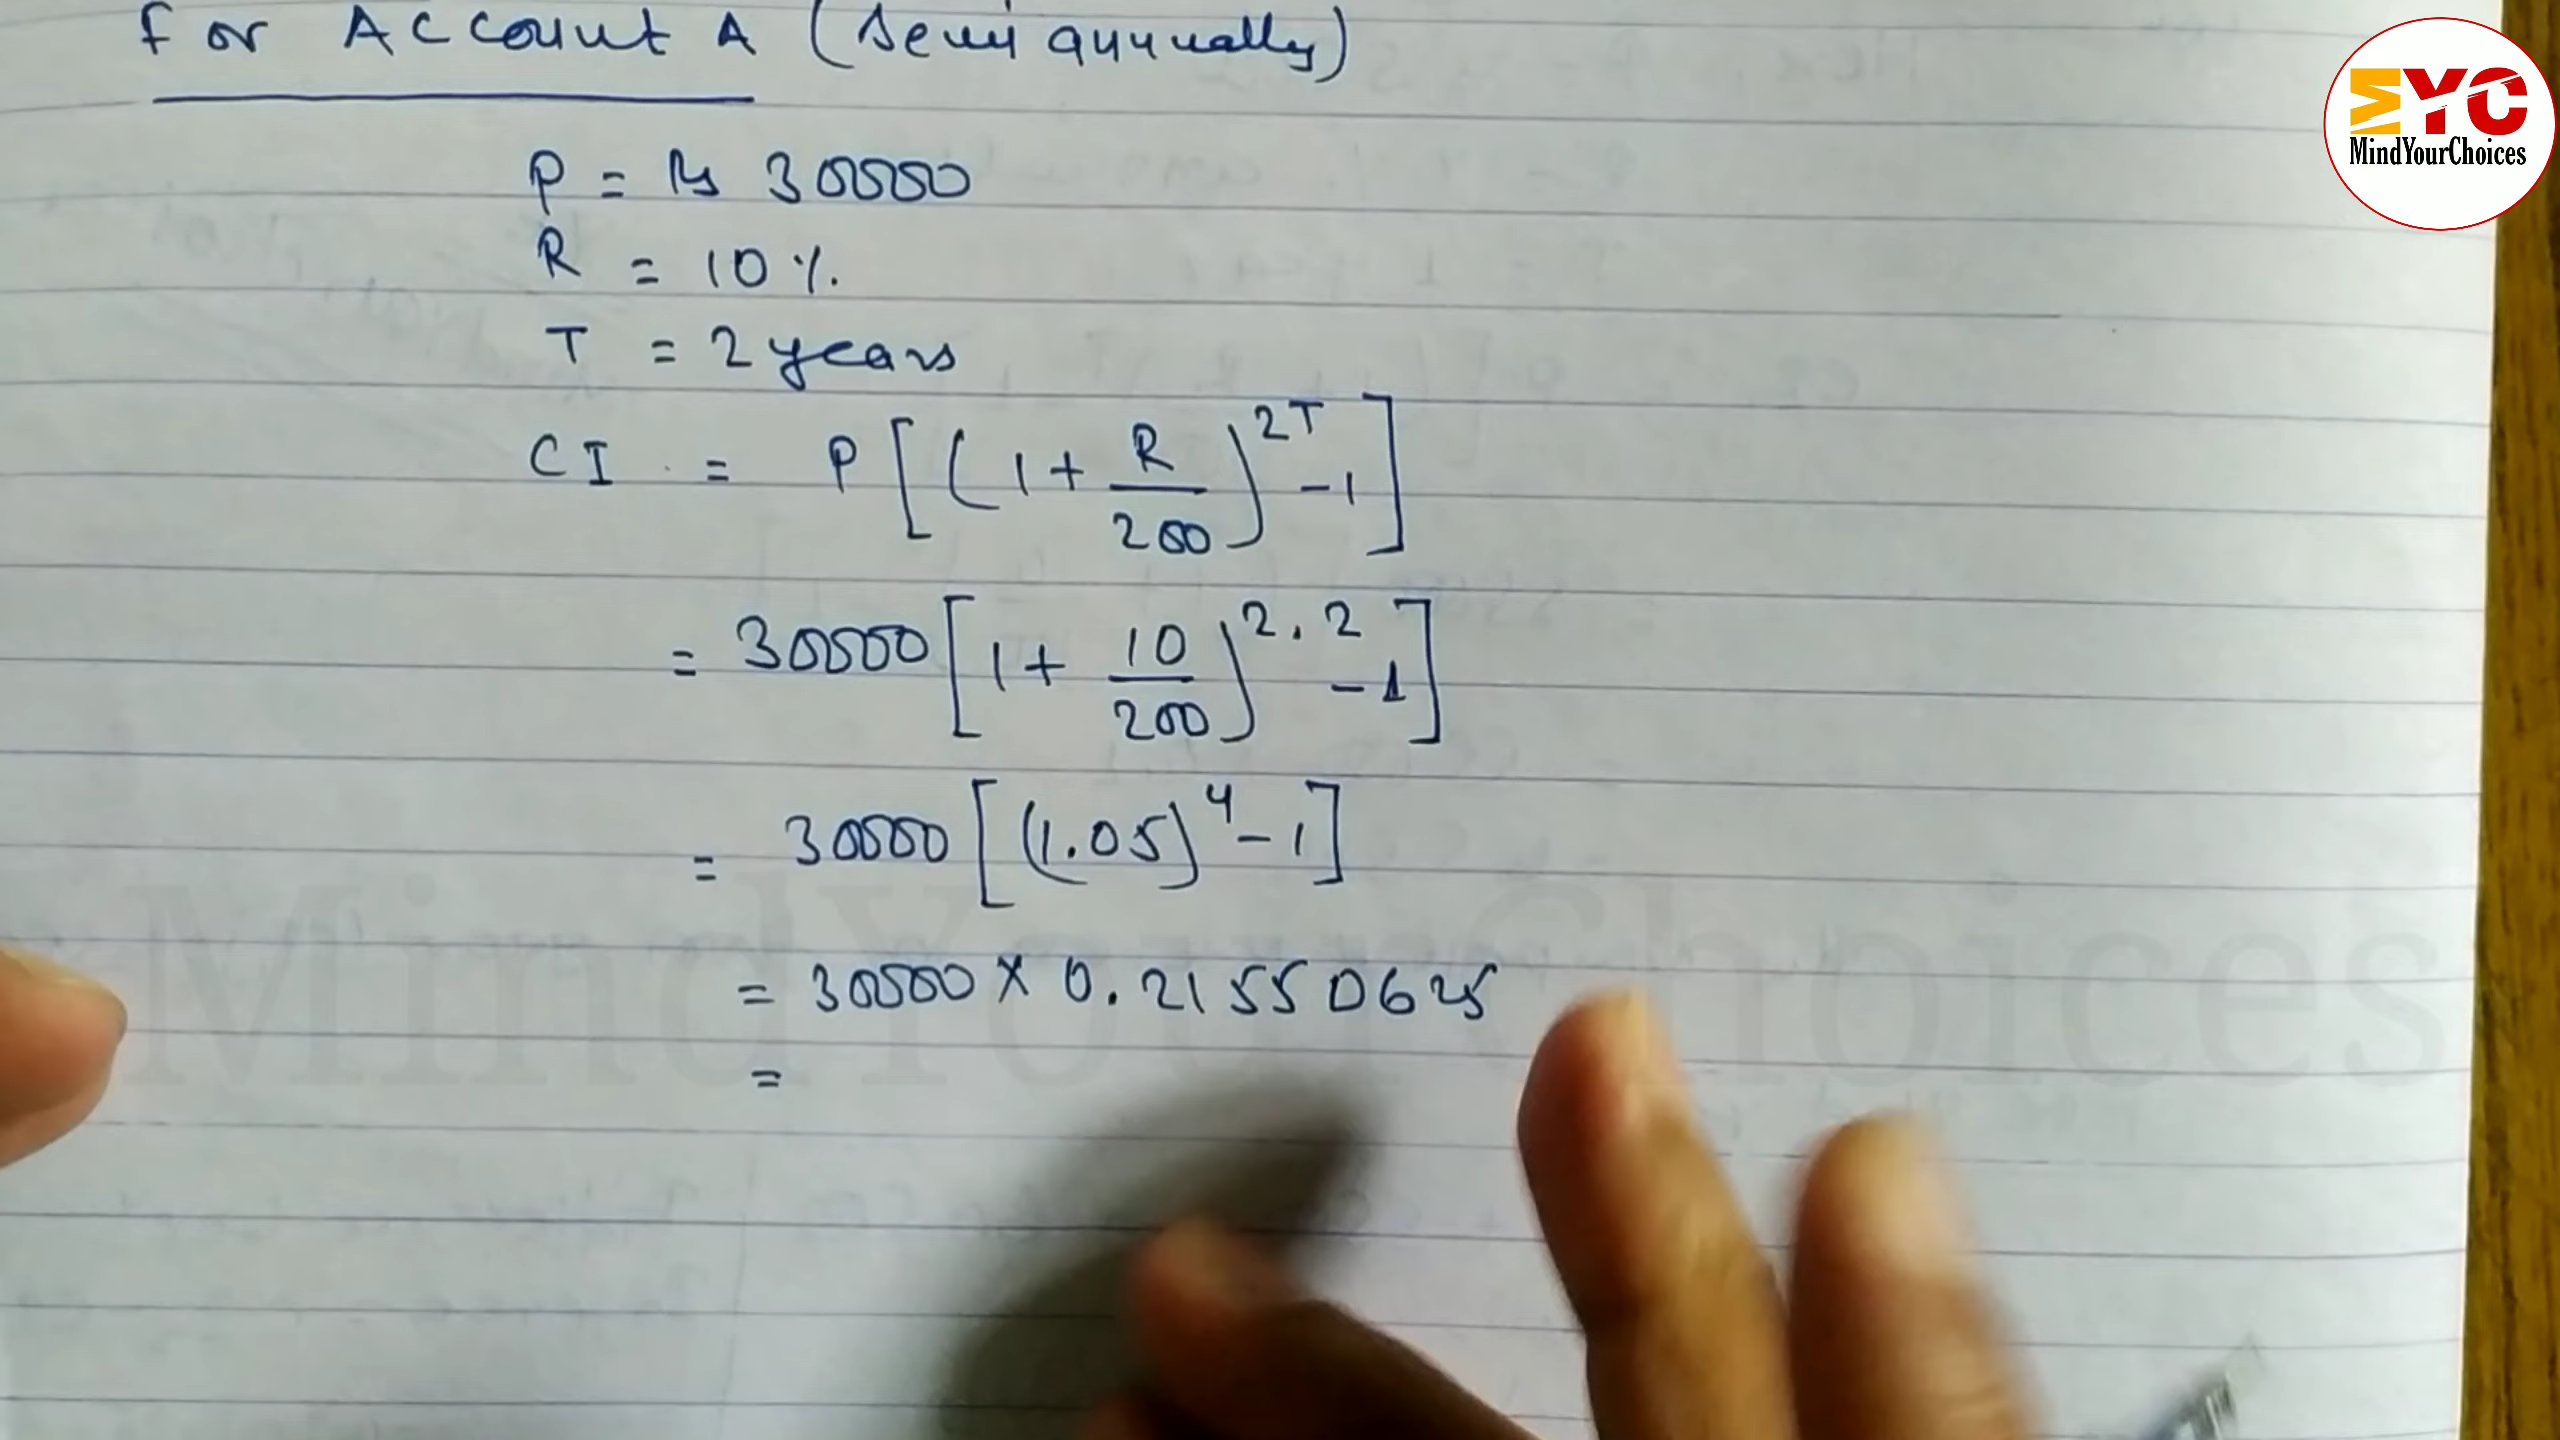 For Account A (Semi annually)
MYC
MindYourChoices
P = Rs 30000
R = 10%.
T = 2 years
CI = P[(1+R/200)^2T -1]
= 30000[1+10/200)^2.2 -1]
= 30000[(1.05)^4 -1]
= 30000 × 0.21550625
=
MindYourChoices